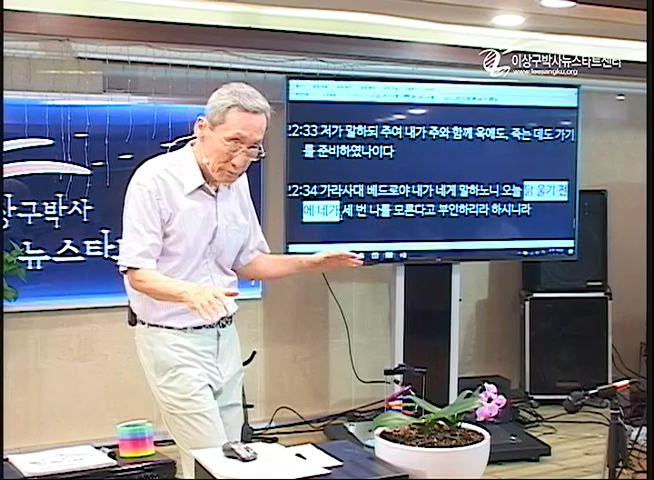 이상구박사뉴스타트센터
www.leesangku.org
22:33 저가 말하되 주여 내가 주와 함께 옥에도, 죽는 데도 가기
를 준비하였나이다
22:34 가라사대 베드로야 내가 네게 말하노니 오늘 닭 울기 전
에 네가 세 번 나를 모른다고 부인하리라 하시니라
상구박사
뉴스타트